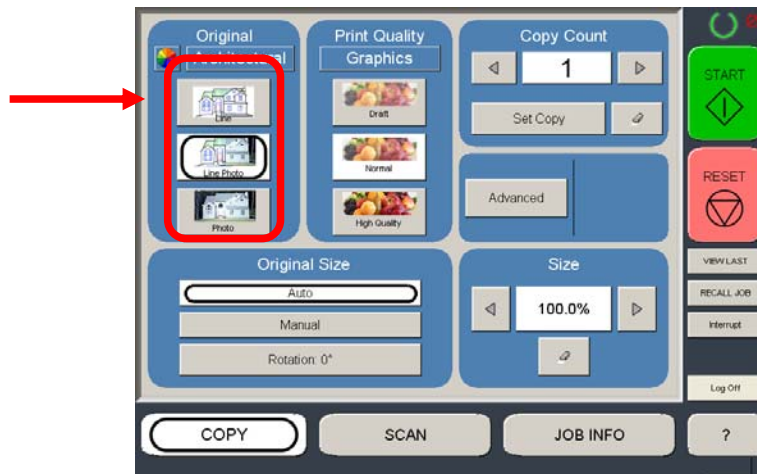 Original
Architectural
Line
Line Photo
Photo
Print Quality
Graphics
Draft
Normal
High Quality
Copy Count
1
Set Copy
Advanced
Original Size
Auto
Manual
Rotation: 0°
Size
100.0%
START
RESET
VIEW LAST
RECALL JOB
Interrupt
Log Off
COPY
SCAN
JOB INFO
?